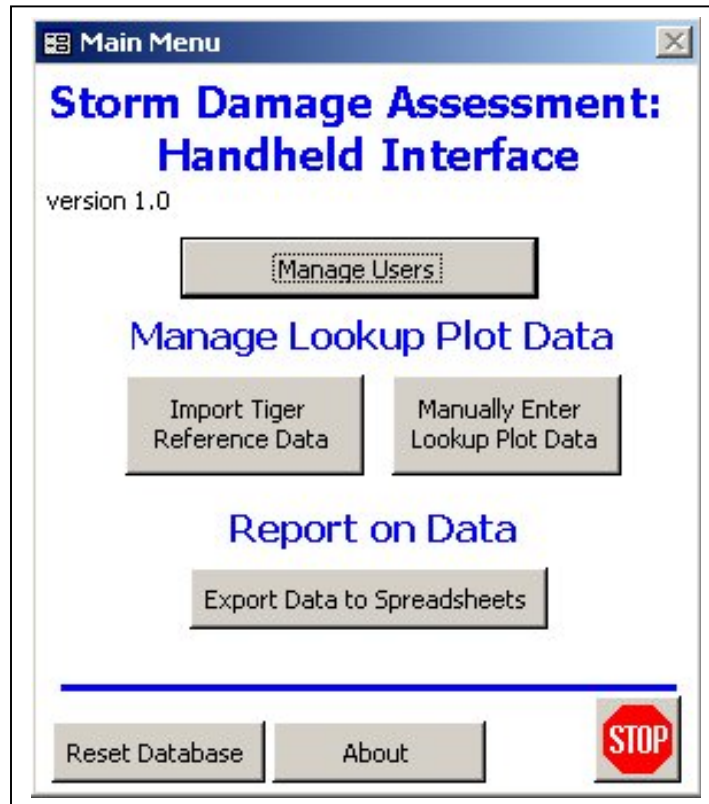 Main Menu
Storm Damage Assessment:
Handheld Interface
version 1.0
Manage Users
Manage Lookup Plot Data
Import Tiger
Reference Data
Manually Enter
Lookup Plot Data
Report on Data
Export Data to Spreadsheets
Reset Database
About
STOP